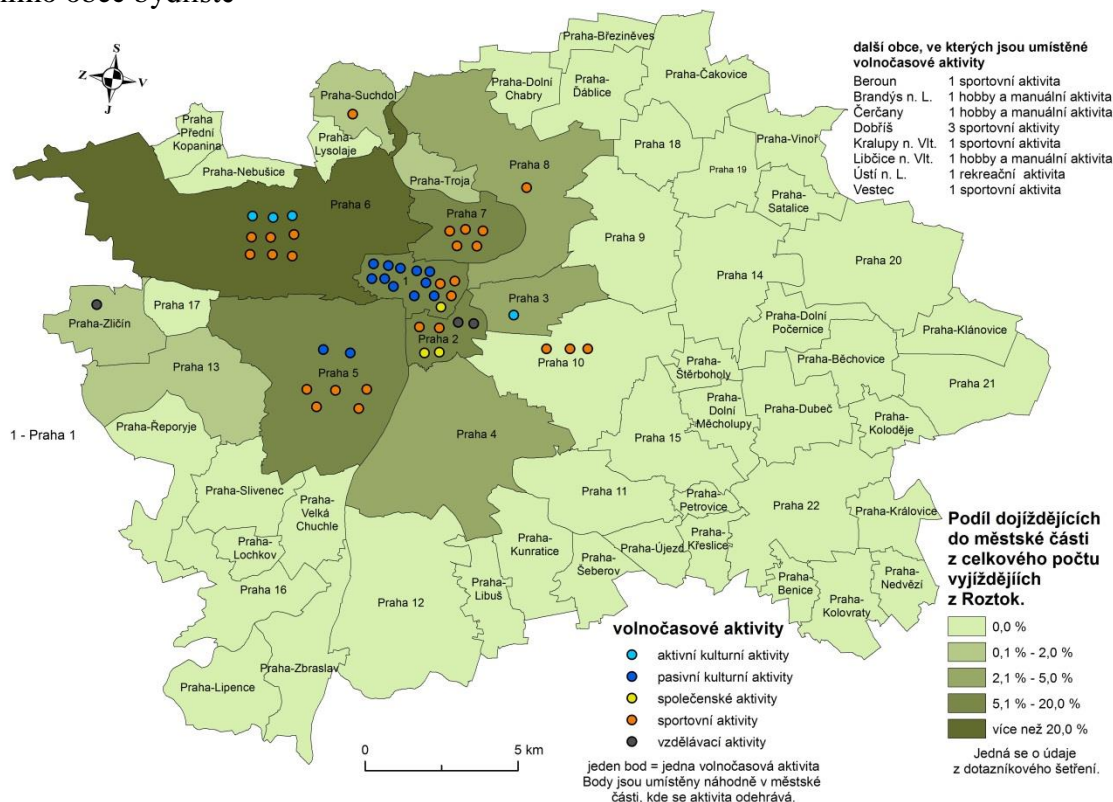 mimo obce bydliště
S
Z
V
J
další obce, ve kterých jsou umístěné
volnočasové aktivity
Beroun 1 sportovní aktivita
Brandýs n. L. 1 hobby a manuální aktivita
Čerčany 1 hobby a manuální aktivita
Dobříš 3 sportovní aktivity
Kralupy n. Vlt. 1 sportovní aktivita
Libčice n. Vlt. 1 hobby a manuální aktivita
Ústí n. L. 1 rekreační aktivita
Vestec 1 sportovní aktivita
Praha-Březiněves
Praha-Dolní
Chabry
Praha-
Ďáblice
Praha-Čakovice
Praha-Suchdol
Praha
-Přední
Kopanina
Praha-
Lysolaje
Praha-Nebušice
Praha-Troja
Praha 8
Praha 18
Praha-Vinoř
Praha 19
Praha-
Satalice
Praha 6
Praha 7
Praha 9
Praha 14
Praha 20
1
Praha 3
Praha 17
Praha-Zličín
Praha 2
Praha-Dolní
Počernice
Praha-Klánovice
Praha 13
Praha 5
Praha 10
Praha-
Štěrboholy
Praha-Běchovice
Praha 21
Praha-
Dolní
Měcholupy
Praha-Dubeč
Praha-
Koloděje
1 - Praha 1
Praha-Řeporyje
Praha 4
Praha 15
Praha-Slivenec
Praha-
Velká
Chuchle
Praha 11
Praha-
Petrovice
Praha 22
Praha-Královice
Praha-
Lochkov
Praha-
Kunratice
Praha-
Šeberov
Praha-Újezd
Praha-
Křeslice
Praha-
Nedvězí
Praha-
Benice
Praha-
Kolovraty
Praha 16
Praha 12
Praha-
Libuš
Praha-Zbraslav
Praha-Lipence
0 5 km
volnočasové aktivity
aktivní kulturní aktivity
pasivní kulturní aktivity
společenské aktivity
sportovní aktivity
vzdělávací aktivity
jeden bod = jedna volnočasová aktivita
Body jsou umístěny náhodně v městské
části, kde se aktivita odehrává.
Podíl dojíždějících
do městské části
z celkového počtu
vyjíždějíich
z Roztok.
0,0 %
0,1 % - 2,0 %
2,1 % - 5,0 %
5,1 % - 20,0 %
více než 20,0 %
Jedná se o údaje
z dotazníkového šetření.